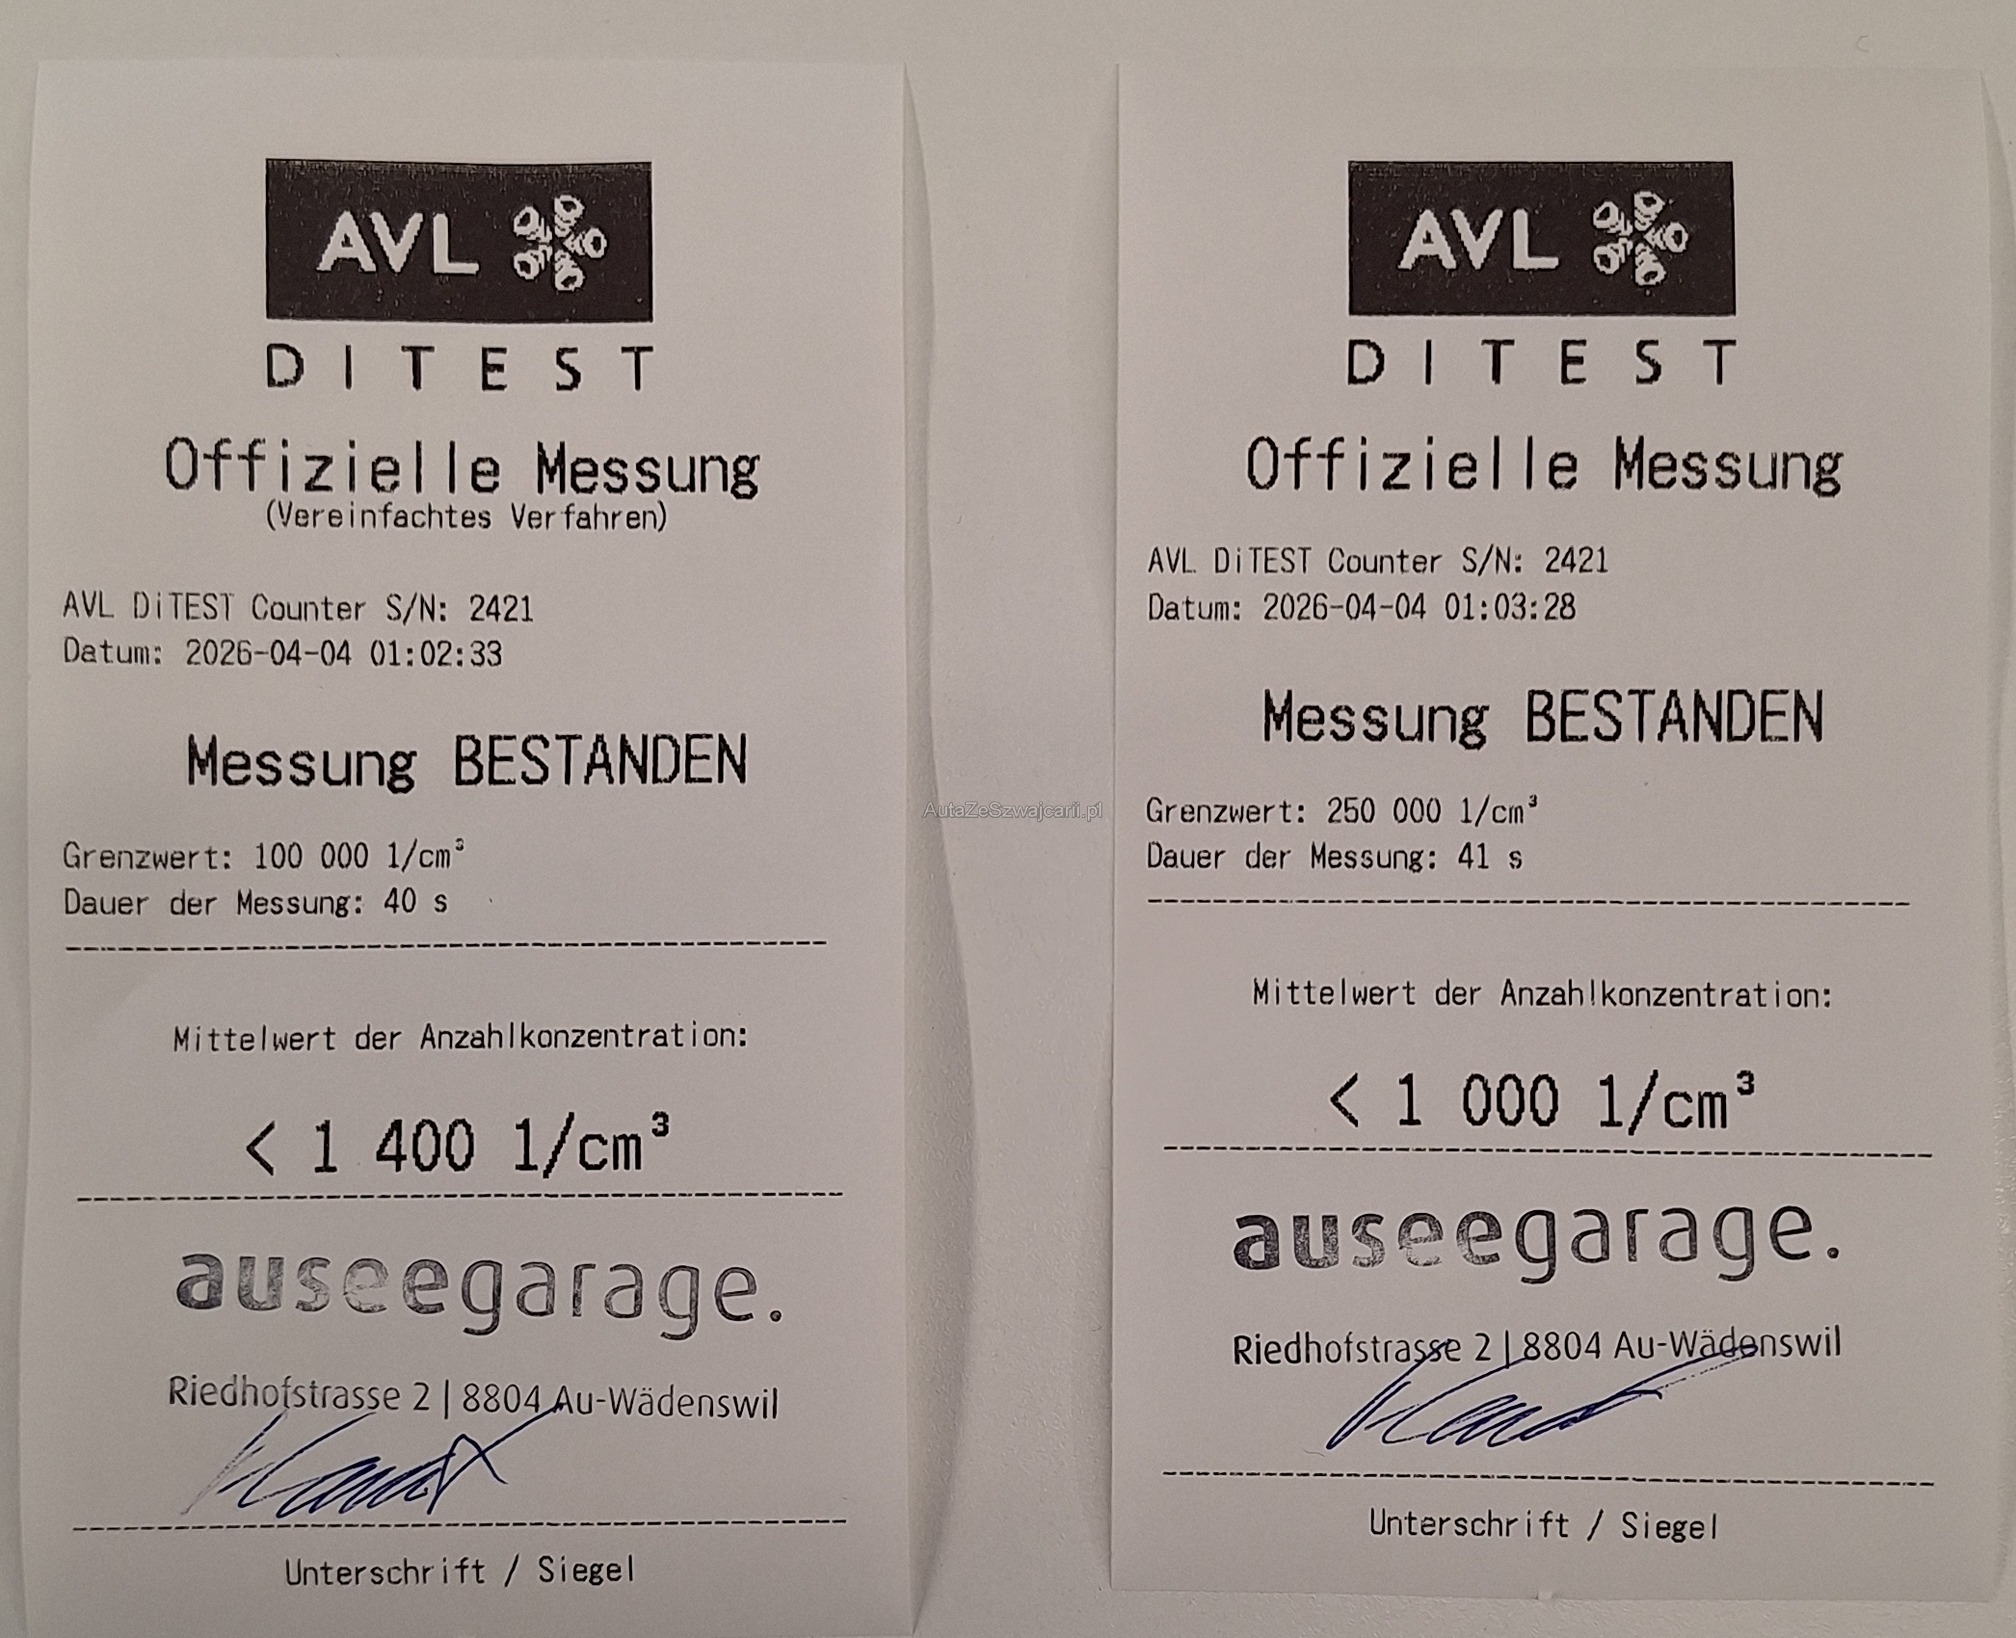 AVL
DITEST
Offizielle Messung
(Vereinfachtes Verfahren)
AVL DiTEST Counter S/N: 2421
Datum: 2026-04-04 01:02:33
Messung BESTANDEN
Grenzwert: 100 000 1/cm³
Dauer der Messung: 40 s
Mittelwert der Anzahlkonzentration:
< 1 400 1/cm³
auseegarage.
Riedhofstrasse 2 | 8804 Au-Wädenswil
Unterschrift / Siegel
AutaZeSzwajcarii.pl
AVL
DITEST
Offizielle Messung
AVL DiTEST Counter S/N: 2421
Datum: 2026-04-04 01:03:28
Messung BESTANDEN
Grenzwert: 250 000 1/cm³
Dauer der Messung: 41 s
Mittelwert der Anzahlkonzentration:
< 1 000 1/cm³
auseegarage.
Riedhofstrasse 2 | 8804 Au-Wädenswil
Unterschrift / Siegel